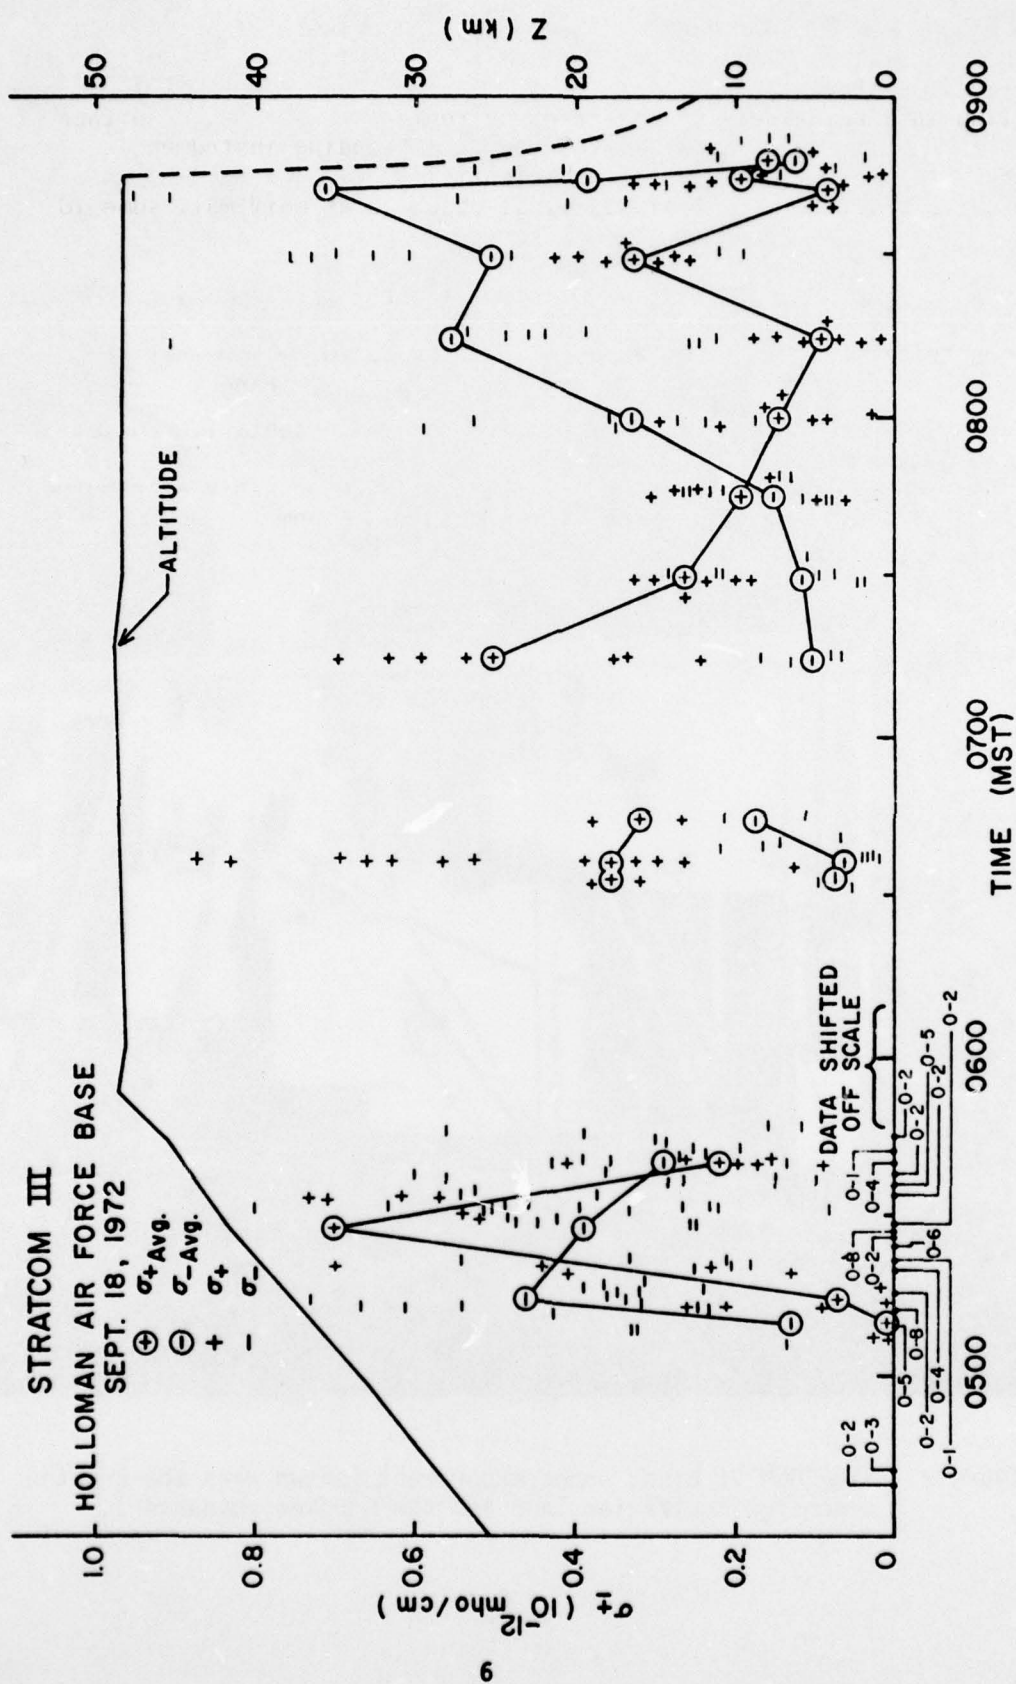 STRATCOM III
HOLLOMAN AIR FORCE BASE
SEPT. 18, 1972
⊕ σ+Avg.
⊖ σ-Avg.
+ σ+
− σ-
ALTITUDE
1.0
0.8
0.6
0.4
0.2
0
σ± (10^-12 mho/cm)
50
40
30
20
10
0
Z (km)
DATA SHIFTED
OFF SCALE
0-2
0-3
0-5
0-8
0-2
0-4
0-1
0-8
0-2
0-6
0-4
0-1
0-2
0-2
0-5
0-2
0-2
0500
0600
0700
0800
0900
TIME (MST)
9